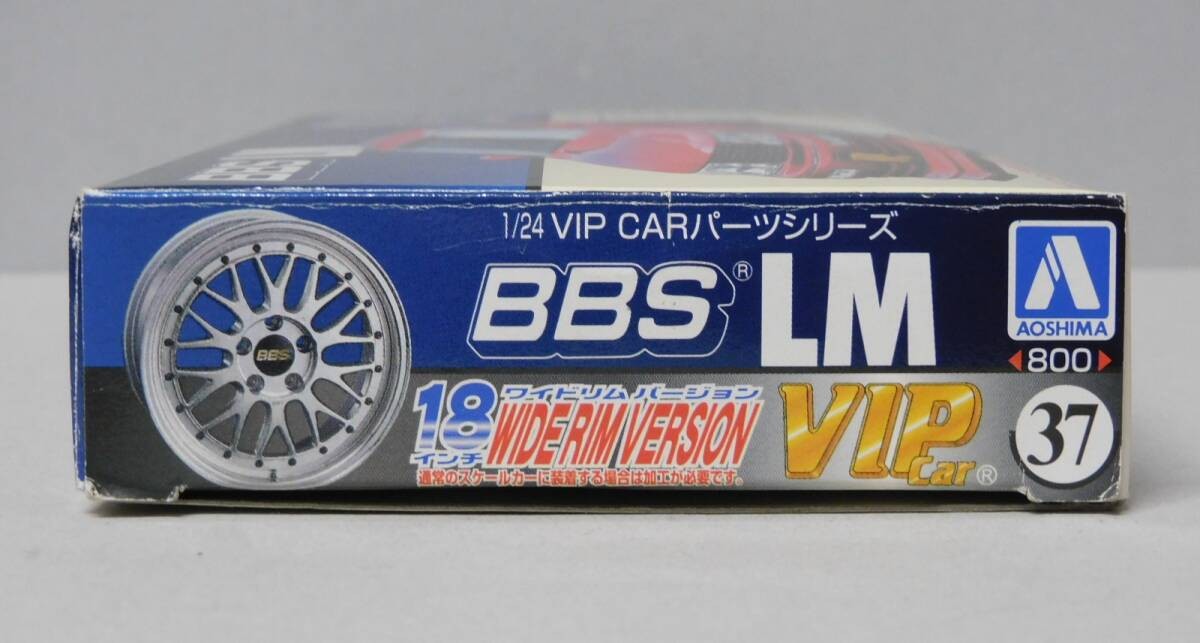 1/24 VIP CARパーツシリーズ
BBS® LM
AOSHIMA
800
37
BBS
18インチ
ワイドリム バージョン
WIDE RIM VERSION
通常のスケールカーに装着する場合は加工が必要です。
VIP Car®
BBS